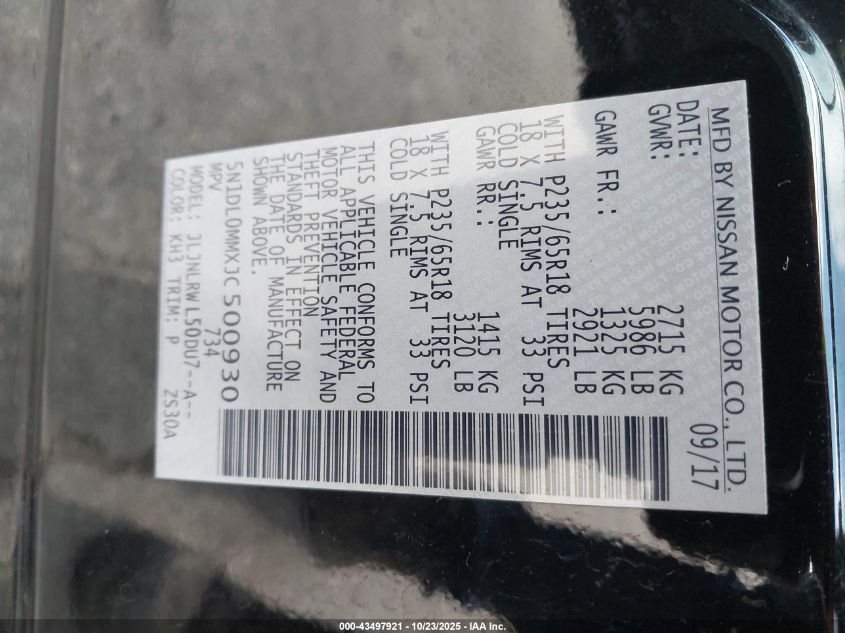 MFD BY NISSAN MOTOR CO., LTD.
DATE: 09/17
GVWR: 2715 KG
5986 LB
GAWR FR.: 1325 KG
2921 LB
WITH P235/65R18 TIRES
18 X 7.5 RIMS AT 33 PSI
COLD SINGLE
GAWR RR.: 1415 KG
3120 LB
WITH P235/65R18 TIRES
18 X 7.5 RIMS AT 33 PSI
COLD SINGLE
THIS VEHICLE CONFORMS TO
ALL APPLICABLE FEDERAL
MOTOR VEHICLE SAFETY AND
THEFT PREVENTION
STANDARDS IN EFFECT ON
THE DATE OF MANUFACTURE
SHOWN ABOVE.
5N1DL0MMXJC500930
MPV 734
MODEL: JLJNLRWL50DU7--A--
COLOR: KH3 TRIM: P ZS30A
000-43497921 - 10/23/2025 - IAA Inc.